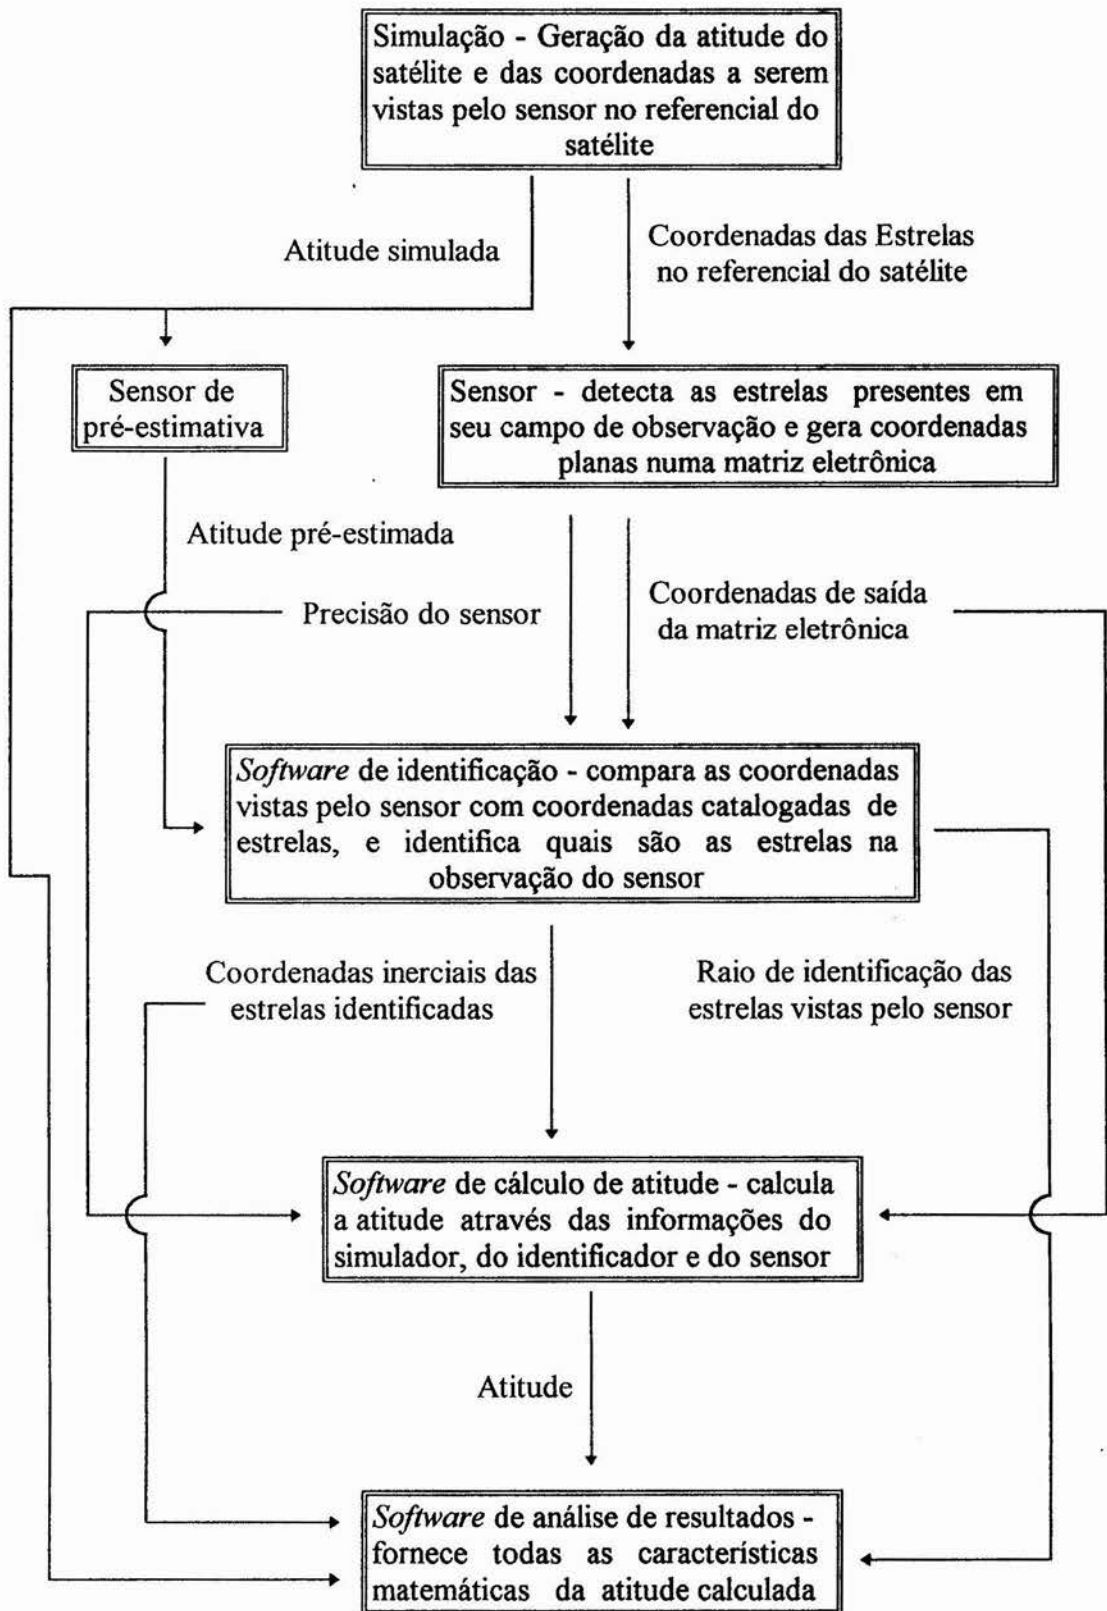 Simulação - Geração da atitude do
satélite e das coordenadas a serem
vistas pelo sensor no referencial do
satélite
Atitude simulada
Coordenadas das Estrelas
no referencial do satélite
Sensor de
pré-estimativa
Sensor - detecta as estrelas presentes em
seu campo de observação e gera coordenadas
planas numa matriz eletrônica
Atitude pré-estimada
Precisão do sensor
Coordenadas de saída
da matriz eletrônica
Software de identificação - compara as coordenadas
vistas pelo sensor com coordenadas catalogadas de
estrelas, e identifica quais são as estrelas na
observação do sensor
Coordenadas inerciais das
estrelas identificadas
Raio de identificação das
estrelas vistas pelo sensor
Software de cálculo de atitude - calcula
a atitude através das informações do
simulador, do identificador e do sensor
Atitude
Software de análise de resultados -
fornece todas as características
matemáticas da atitude calculada